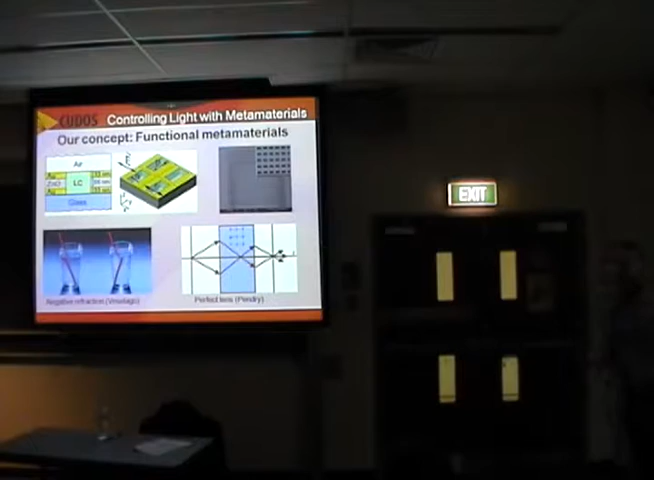 CUDOS Controlling Light with Metamaterials
Our concept: Functional metamaterials
Air
LC
Glass
Negative refraction (Veselago)
Perfect lens (Pendry)
EXIT